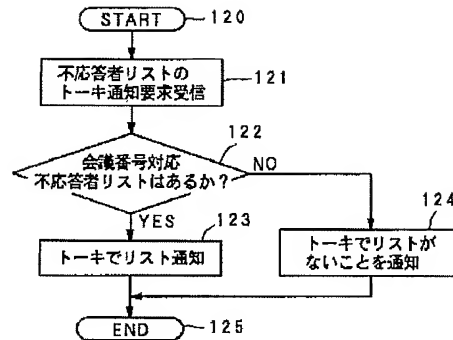 START
120
不応答者リストの
トーキ通知要求受信
121
122
会議番号対応
不応答者リストはあるか?
NO
YES
123
トーキでリスト通知
124
トーキでリストが
ないことを通知
END
125